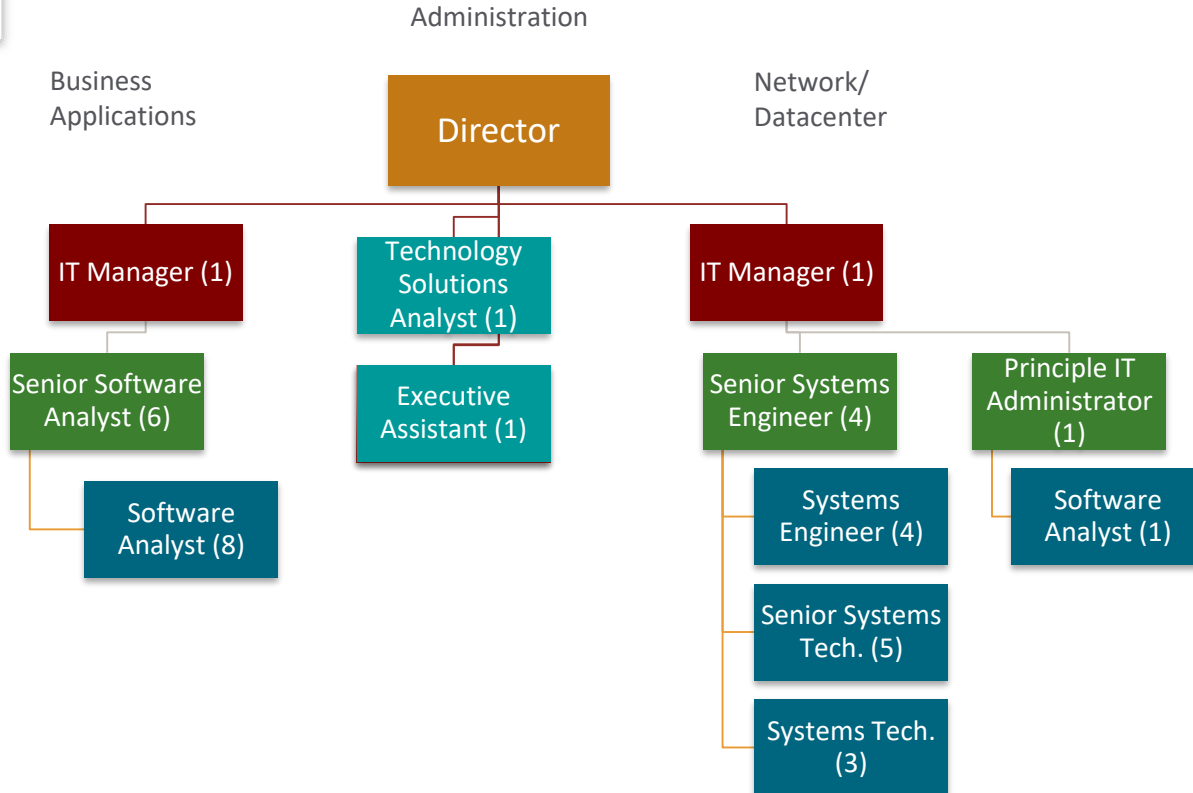 Administration
Business
Applications
Network/
Datacenter
Director
IT Manager (1)
Technology
Solutions
Analyst (1)
IT Manager (1)
Senior Software
Analyst (6)
Executive
Assistant (1)
Senior Systems
Engineer (4)
Principle IT
Administrator
(1)
Software
Analyst (8)
Systems
Engineer (4)
Software
Analyst (1)
Senior Systems
Tech. (5)
Systems Tech.
(3)